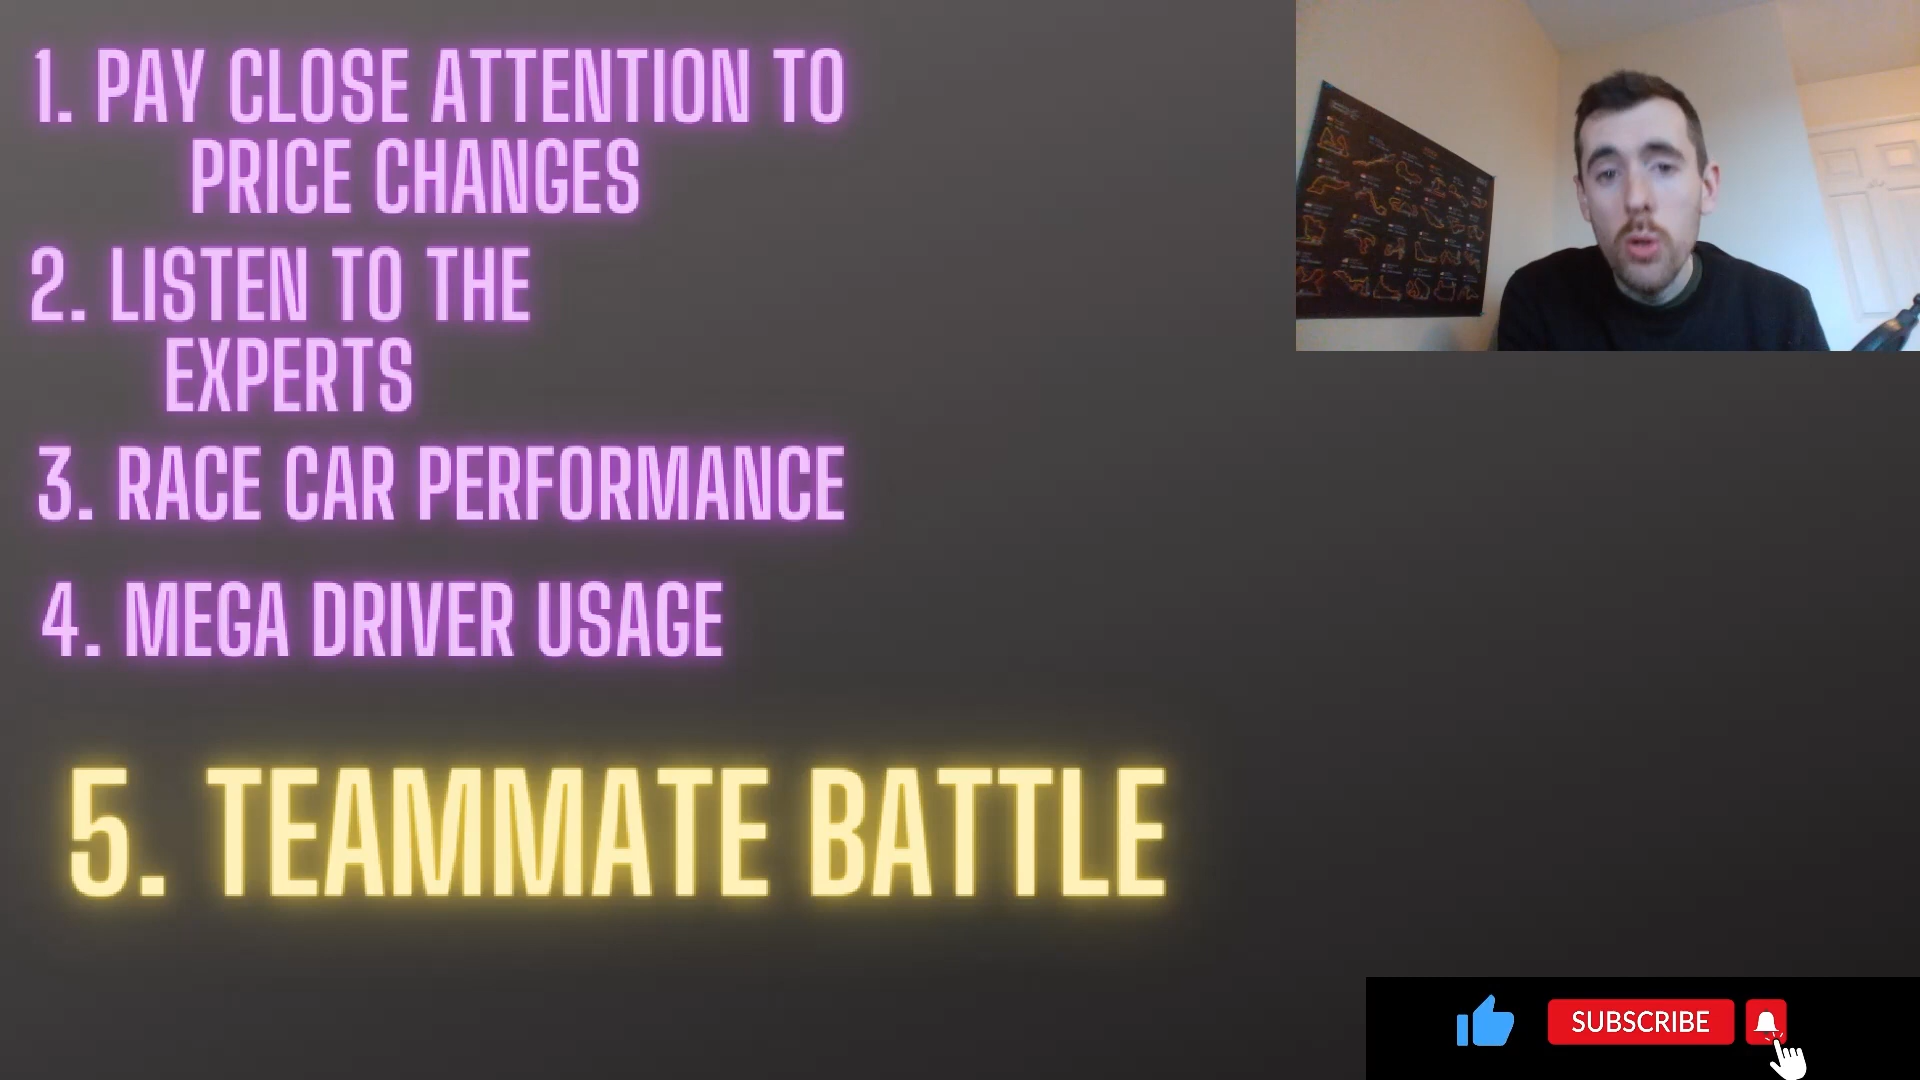 1. PAY CLOSE ATTENTION TO
PRICE CHANGES
2. LISTEN TO THE
EXPERTS
3. RACE CAR PERFORMANCE
4. MEGA DRIVER USAGE
5. TEAMMATE BATTLE
SUBSCRIBE